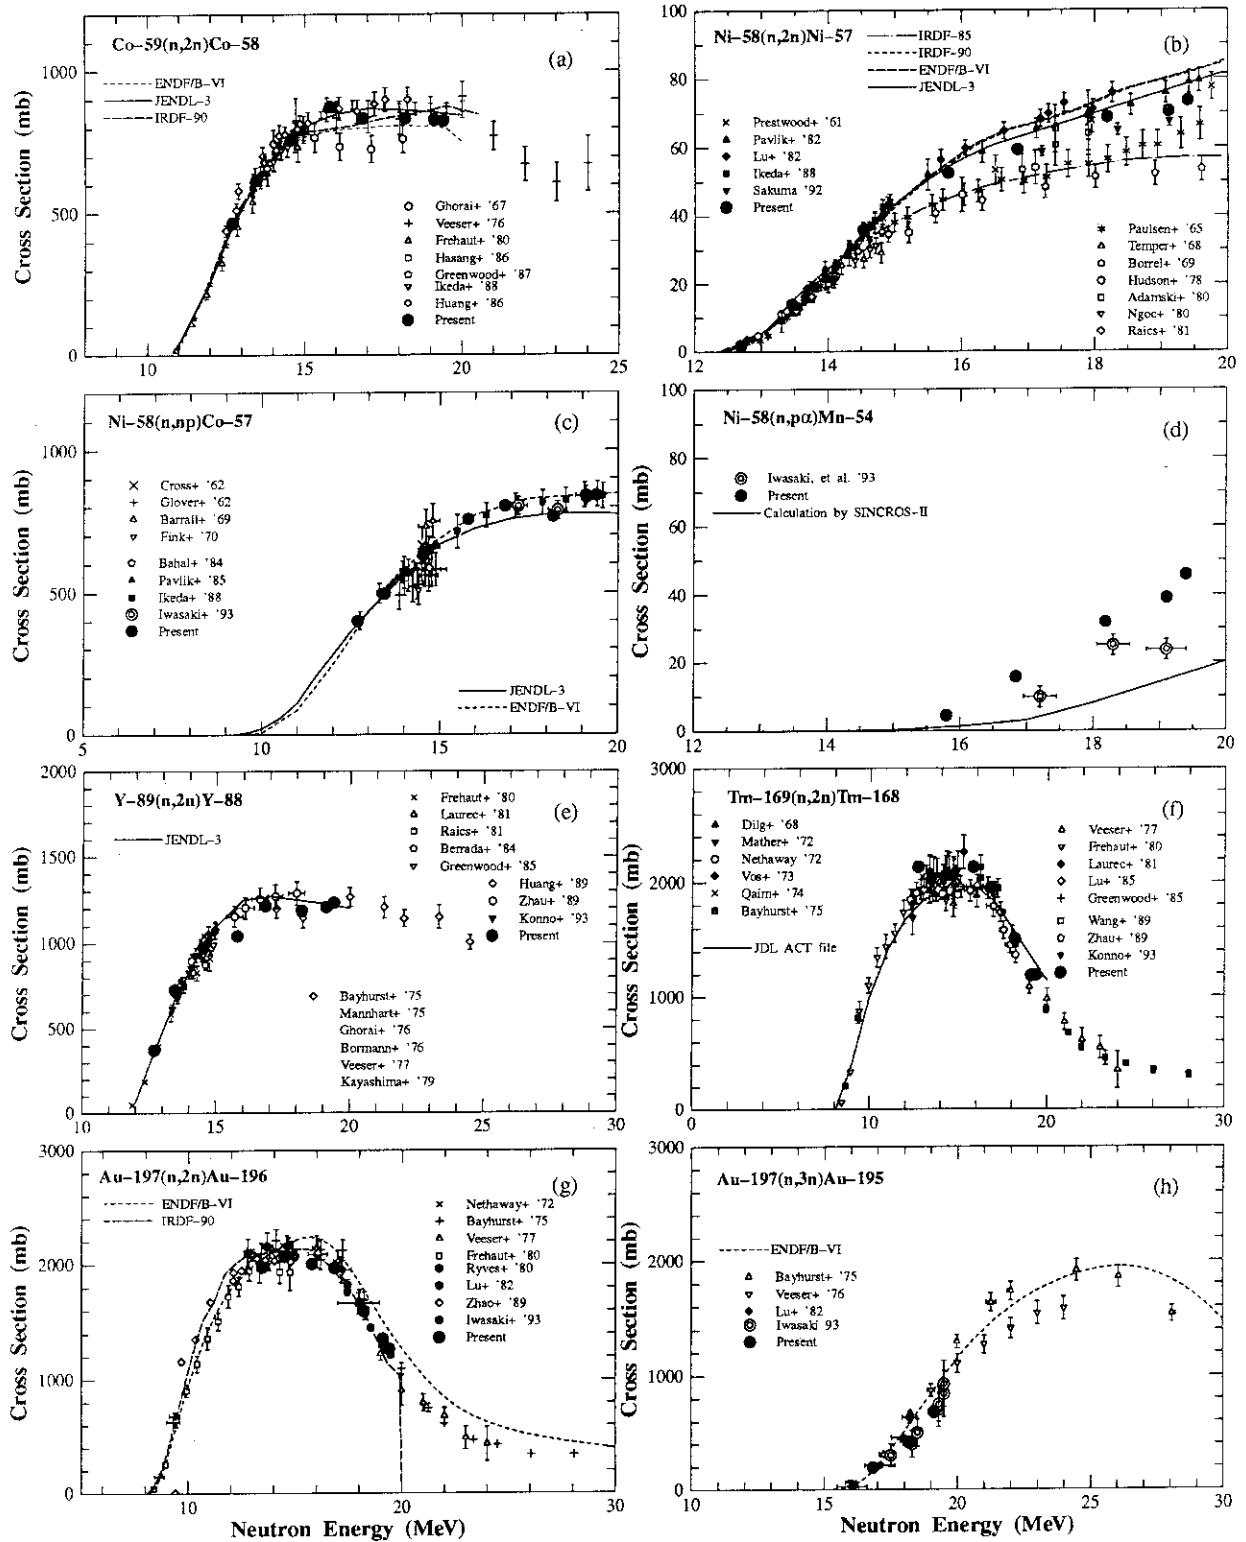 Co-59(n,2n)Co-58
(a)
ENDF/B-VI
JENDL-3
IRDF-90
Ghorai+ '67
Veeser+ '76
Frehaut+ '80
Hasang+ '86
Greenwood+ '87
Ikeda+ '88
Huang+ '86
Present
Cross Section (mb)
1000
500
0
10
15
20
25
Ni-58(n,2n)Ni-57
(b)
IRDF-85
IRDF-90
ENDF/B-VI
JENDL-3
Prestwood+ '61
Pavlik+ '82
Lu+ '82
Ikeda+ '88
Sakuma '92
Present
Paulsen+ '65
Temper+ '68
Borrel+ '69
Hudson+ '78
Adamski+ '80
Ngoc+ '80
Raics+ '81
Cross Section (mb)
100
80
60
40
20
0
12
14
16
18
20
Ni-58(n,np)Co-57
(c)
Cross+ '62
Glover+ '62
Barrall+ '69
Fink+ '70
Bahal+ '84
Pavlik+ '85
Ikeda+ '88
Iwasaki+ '93
Present
JENDL-3
ENDF/B-VI
Cross Section (mb)
1000
500
0
5
10
15
20
Ni-58(n,pα)Mn-54
(d)
Iwasaki, et al. '93
Present
Calculation by SINCROS-II
Cross Section (mb)
100
80
60
40
20
0
12
14
16
18
20
Y-89(n,2n)Y-88
(e)
JENDL-3
Frehaut+ '80
Laurec+ '81
Raics+ '81
Berrada+ '84
Greenwood+ '85
Huang+ '89
Zhau+ '89
Konno+ '93
Present
Bayhurst+ '75
Mannhart+ '75
Ghorai+ '76
Bormann+ '76
Veeser+ '77
Kayashima+ '79
Cross Section (mb)
2000
1500
1000
500
0
10
15
20
25
30
Tm-169(n,2n)Tm-168
(f)
Dilg+ '68
Mather+ '72
Nethaway '72
Vos+ '73
Qaim+ '74
Bayhurst+ '75
JDL ACT file
Veeser+ '77
Frehaut+ '80
Laurec+ '81
Lu+ '85
Greenwood+ '85
Wang+ '89
Zhau+ '89
Konno+ '93
Present
Cross Section (mb)
3000
2000
1000
0
0
10
20
30
Au-197(n,2n)Au-196
(g)
ENDF/B-VI
IRDF-90
Nethaway+ '72
Bayhurst+ '75
Veeser+ '77
Frehaut+ '80
Ryves+ '80
Lu+ '82
Zhao+ '89
Iwasaki+ '93
Present
Cross Section (mb)
3000
2000
1000
0
5
10
20
30
Neutron Energy (MeV)
Au-197(n,3n)Au-195
(h)
ENDF/B-VI
Bayhurst+ '75
Veeser+ '76
Lu+ '82
Iwasaki 93
Present
Cross Section (mb)
3000
2000
1000
0
10
20
30
Neutron Energy (MeV)